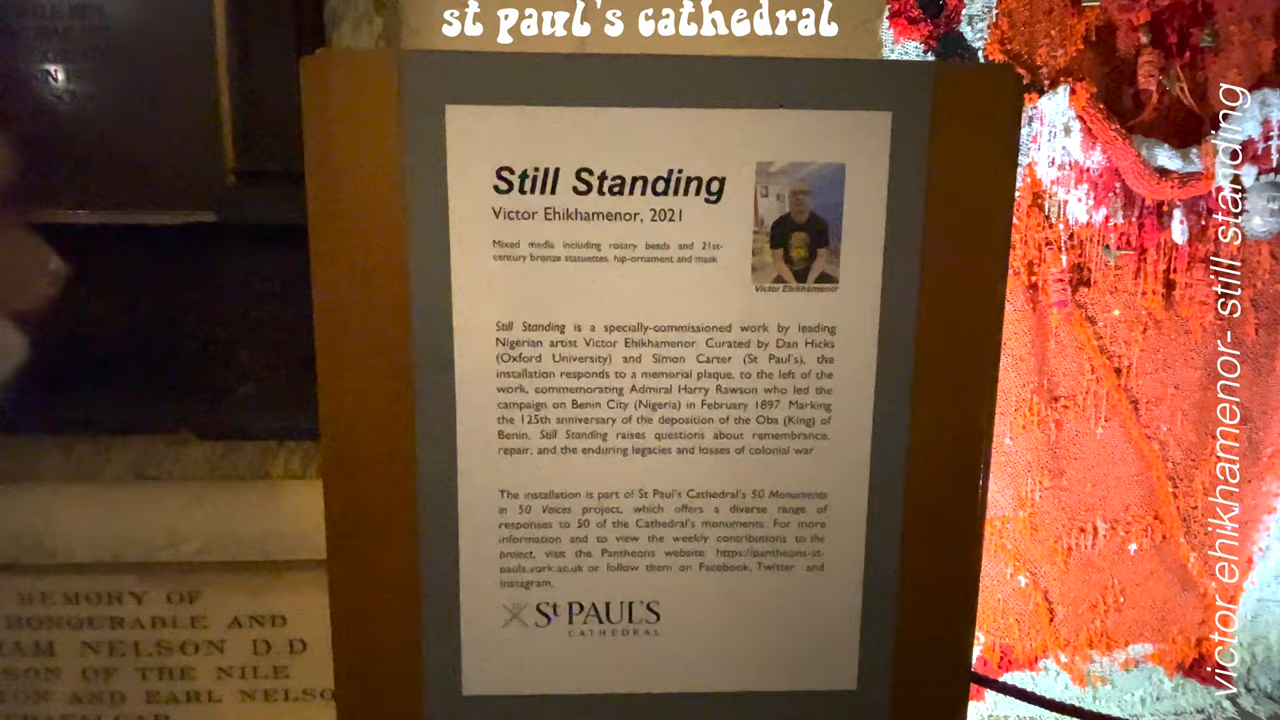 st paul's cathedral
Still Standing
Victor Ehikhamenor, 2021
Mixed media including rosary beads and 21st-
century bronze statuettes, hip-ornament and mask
Victor Ehikhamenor
Still Standing is a specially-commissioned work by leading
Nigerian artist Victor Ehikhamenor. Curated by Dan Hicks
(Oxford University) and Simon Carter (St Paul's), the
installation responds to a memorial plaque, to the left of the
work, commemorating Admiral Harry Rawson who led the
campaign on Benin City (Nigeria) in February 1897. Marking
the 125th anniversary of the deposition of the Oba (King) of
Benin, Still Standing raises questions about remembrance,
repair, and the enduring legacies and losses of colonial war
The installation is part of St Paul's Cathedral's 50 Monuments
in 50 Voices project, which offers a diverse range of
responses to 50 of the Cathedral's monuments. For more
information and to view the weekly contributions to the
project, visit the Pantheons website: https://pantheons-st-
pauls.york.ac.uk or follow them on Facebook, Twitter and
Instagram.
St PAUL'S
CATHEDRAL
MEMORY OF
HONOURABLE AND
IAM NELSON D.D
SON OF THE NILE
TON AND EARL NELSO
TRAFALGAR
victor ehikhamenor- still standing